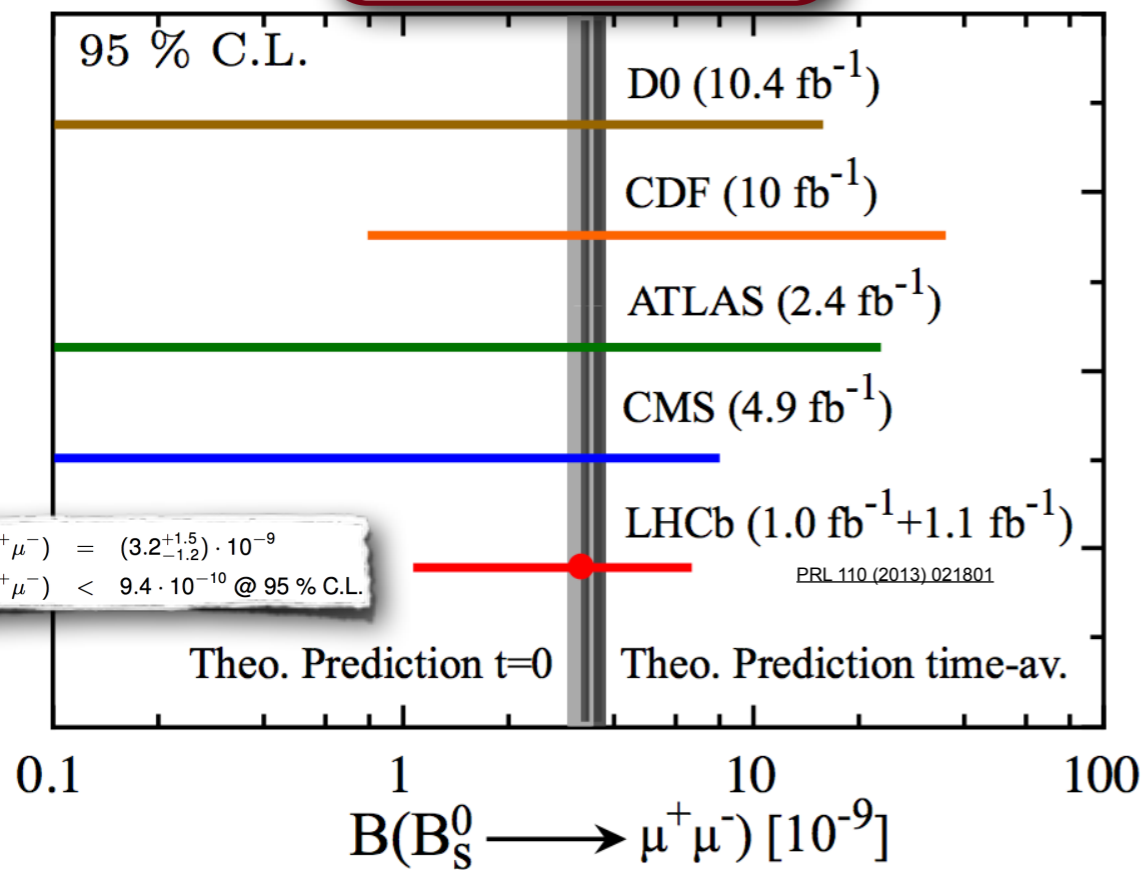 95 % C.L.
D0 (10.4 fb⁻¹)
CDF (10 fb⁻¹)
ATLAS (2.4 fb⁻¹)
CMS (4.9 fb⁻¹)
LHCb (1.0 fb⁻¹+1.1 fb⁻¹)
PRL 110 (2013) 021801
⁺μ⁻) = (3.2⁺¹·⁵₋₁.₂) · 10⁻⁹
⁺μ⁻) < 9.4 · 10⁻¹⁰ @ 95 % C.L.
Theo. Prediction t=0
Theo. Prediction time-av.
0.1 1 10 100
B(B⁰ₛ ⟶ μ⁺μ⁻) [10⁻⁹]